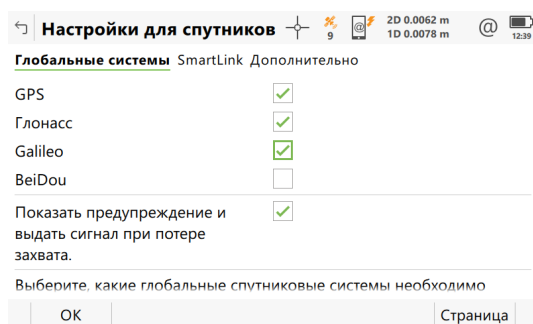 Настройки для спутников
9
@
2D 0.0062 m
1D 0.0078 m
@
12:39
Глобальные системы SmartLink Дополнительно
GPS
Глонасс
Galileo
BeiDou
Показать предупреждение и
выдать сигнал при потере
захвата.
Выберите, какие глобальные спутниковые системы необходимо
OK
Страница